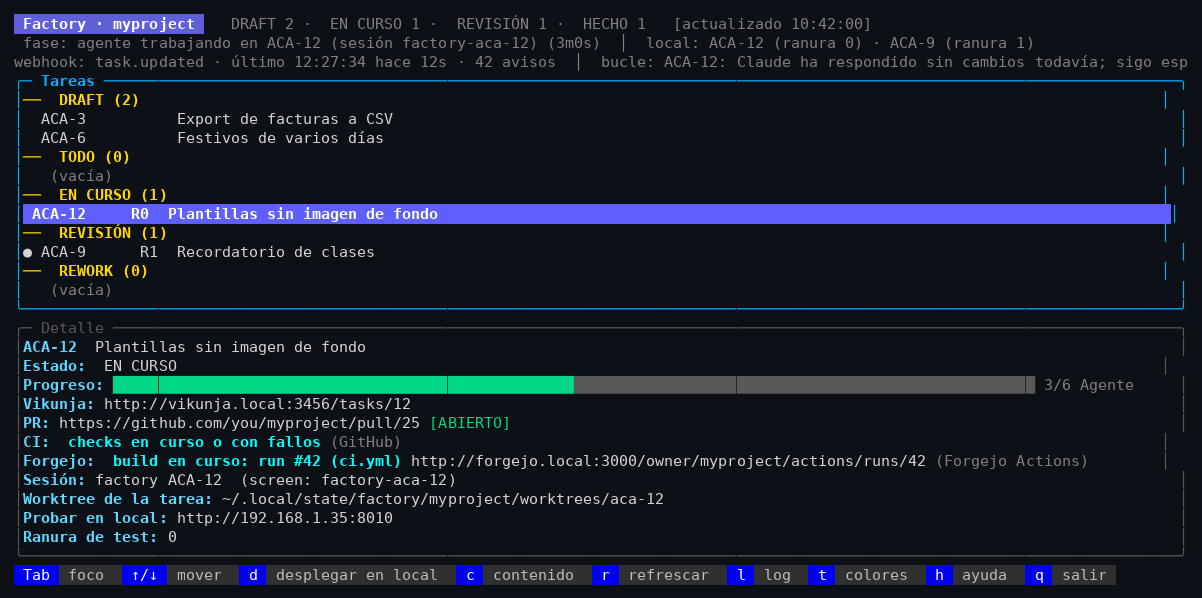 Factory · myproject DRAFT 2 · EN CURSO 1 · REVISIÓN 1 · HECHO 1 [actualizado 10:42:00]
fase: agente trabajando en ACA-12 (sesión factory-aca-12) (3m0s) │ local: ACA-12 (ranura 0) · ACA-9 (ranura 1)
webhook: task.updated · último 12:27:34 hace 12s · 42 avisos │ bucle: ACA-12: Claude ha respondido sin cambios todavía; sigo esp
Tareas
── DRAFT (2)
ACA-3 Export de facturas a CSV
ACA-6 Festivos de varios días
── TODO (0)
(vacía)
── EN CURSO (1)
ACA-12 R0 Plantillas sin imagen de fondo
── REVISIÓN (1)
● ACA-9 R1 Recordatorio de clases
── REWORK (0)
(vacía)
Detalle
ACA-12 Plantillas sin imagen de fondo
Estado: EN CURSO
Progreso: 3/6 Agente
Vikunja: http://vikunja.local:3456/tasks/12
PR: https://github.com/you/myproject/pull/25 [ABIERTO]
CI: checks en curso o con fallos (GitHub)
Forgejo: build en curso: run #42 (ci.yml) http://forgejo.local:3000/owner/myproject/actions/runs/42 (Forgejo Actions)
Sesión: factory ACA-12 (screen: factory-aca-12)
Worktree de la tarea: ~/.local/state/factory/myproject/worktrees/aca-12
Probar en local: http://192.168.1.35:8010
Ranura de test: 0
Tab foco ↑/↓ mover d desplegar en local c contenido r refrescar l log t colores h ayuda q salir